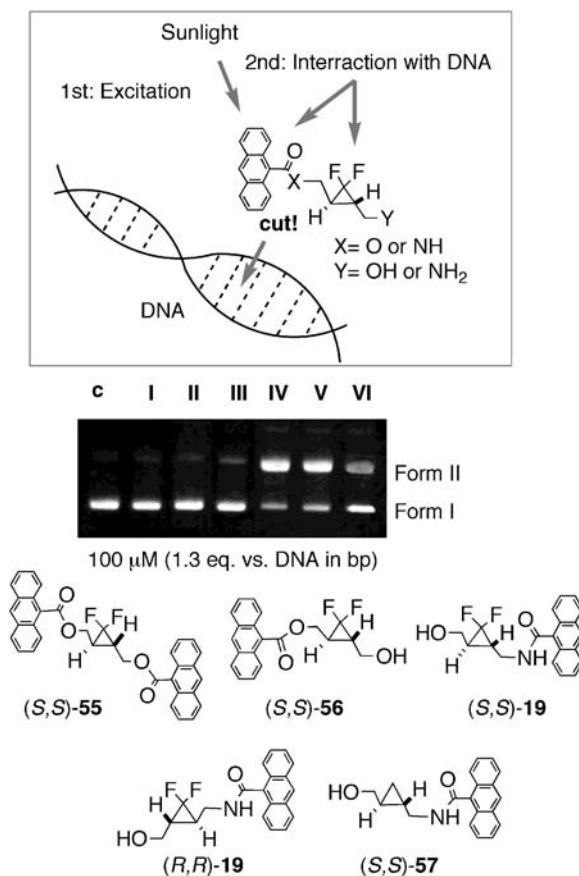 Sunlight
2nd: Interraction with DNA
1st: Excitation
O
X
F F
H
H
Y
cut!
X= O or NH
Y= OH or NH₂
DNA
c I II III IV V VI
Form II
Form I
100 µM (1.3 eq. vs. DNA in bp)
O
O
F F
H
H
O
O
(S,S)-55
O
O
F F
H
H
OH
(S,S)-56
HO
F F
H
H
NH
O
(S,S)-19
H
F F
HO
H
NH
O
(R,R)-19
HO
H
H
NH
O
(S,S)-57